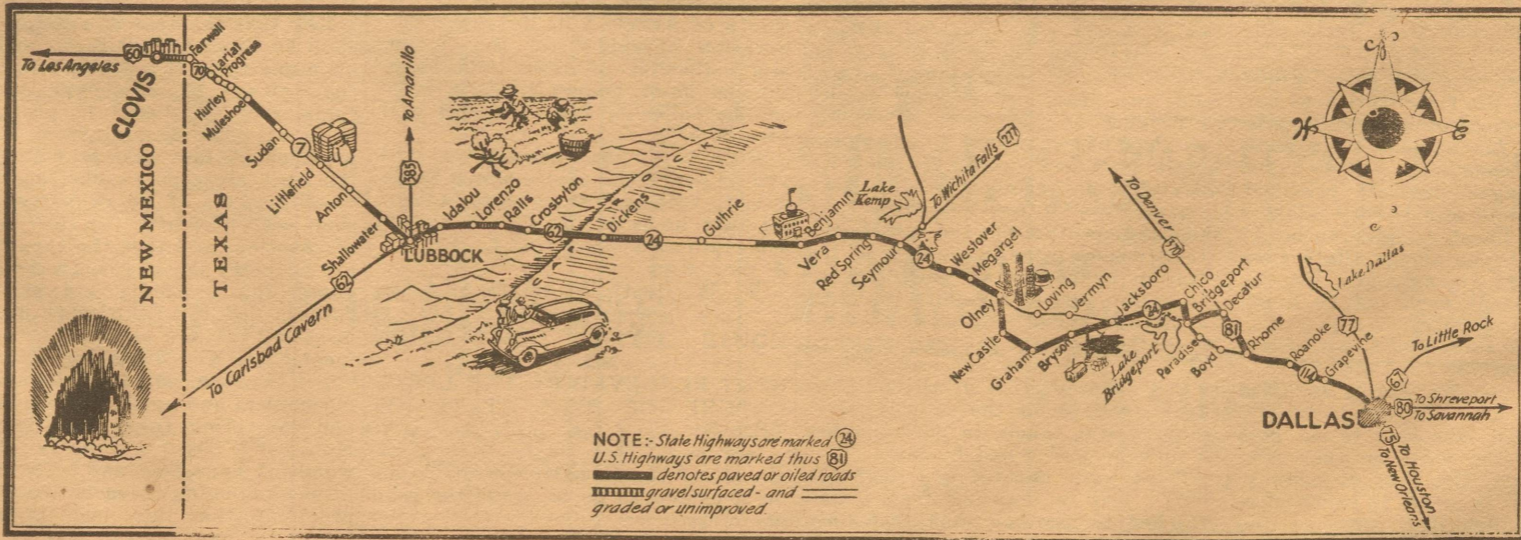 60
To Los Angeles
CLOVIS
NEW MEXICO
TEXAS
Farwell
70
Lariat
Progress
Hurley
Muleshoe
Sudan
7
Littlefield
Anton
Shallowater
To Amarillo
385
LUBBOCK
62
To Carlsbad Cavern
Idalou
Lorenzo
Ralls
Crosbyton
62
CAP ROCK
Dickens
24
Guthrie
Benjamin
Vera
Red Spring
Seymour
Lake
Kemp
To Wichita Falls
277
24
Westover
Megargel
Olney
Loving
Jermyn
New Castle
Graham
Bryson
Jacksboro
24
Lake
Bridgeport
To Denver
Chico
Bridgeport
Decatur
81
Paradise
Boyd
Rhome
Roanoke
114
Grapevine
Lake Dallas
77
DALLAS
To Little Rock
67
80
To Shreveport
To Savannah
75
To Houston
To New Orleans
N
W
E
S
NOTE:- State Highways are marked 24
U.S. Highways are marked thus 81
denotes paved or oiled roads
gravel surfaced - and
graded or unimproved.